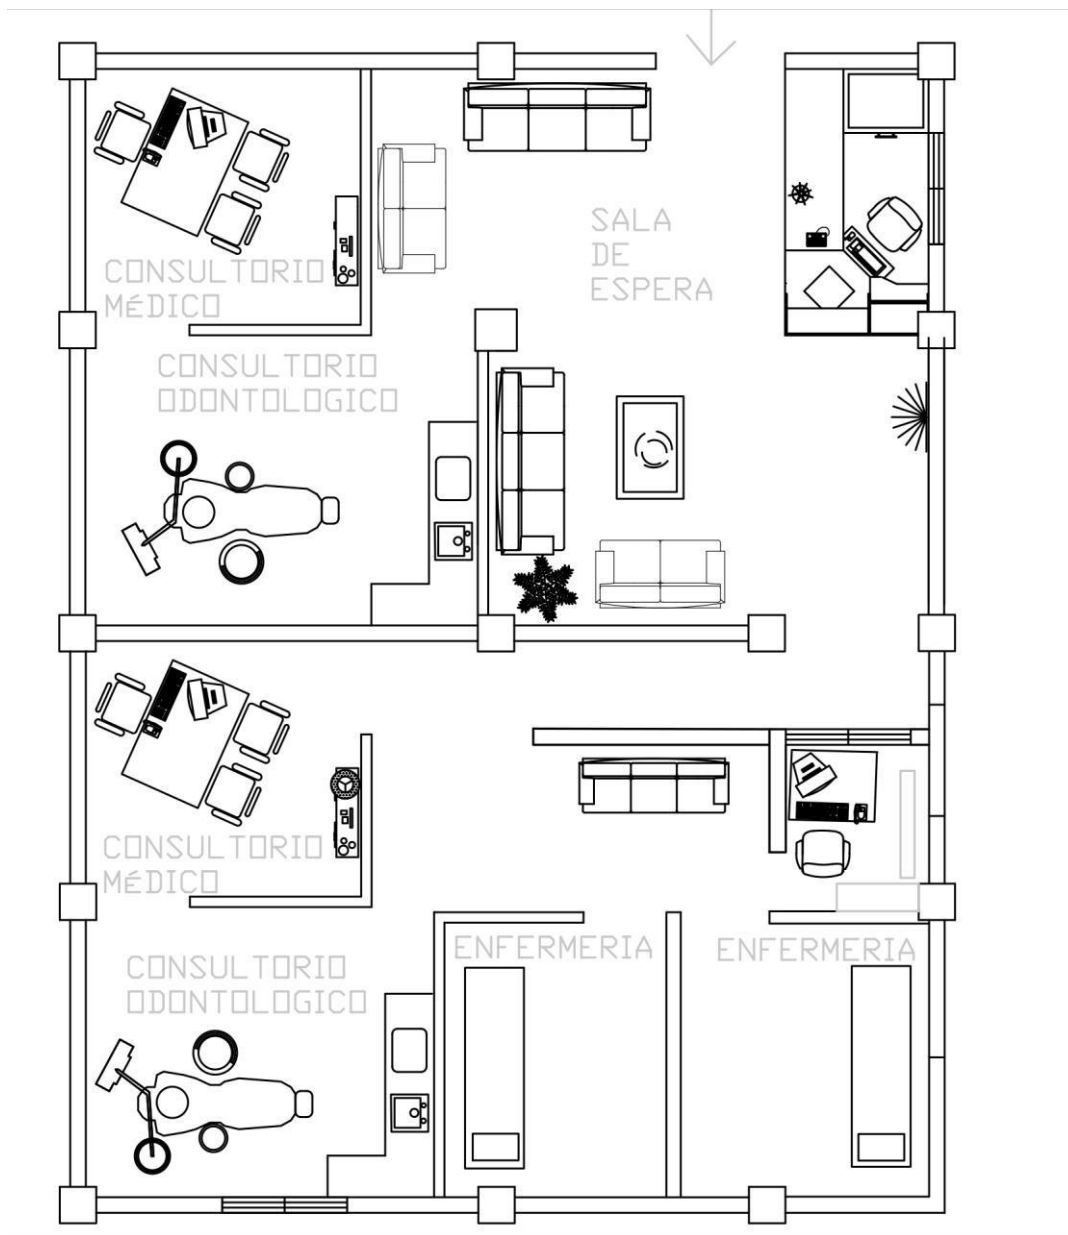 SALA
DE
ESPERA
CONSULTORIO
MÉDICO
CONSULTORIO
ODONTOLOGICO
CONSULTORIO
MÉDICO
ENFERMERIA
ENFERMERIA
CONSULTORIO
ODONTOLOGICO